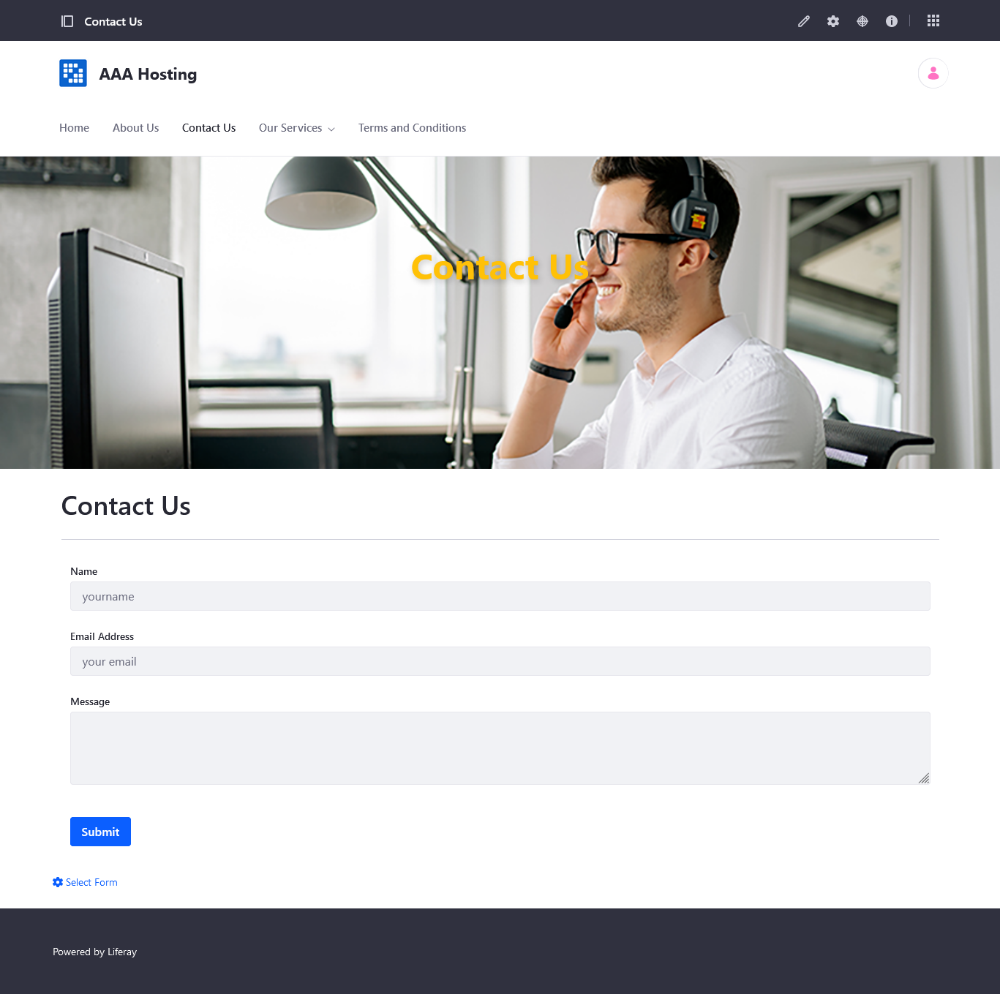 Contact Us
AAA Hosting
Home About Us Contact Us Our Services Terms and Conditions
Contact Us
Contact Us
Name
yourname
Email Address
your email
Message
Submit
Select Form
Powered by Liferay